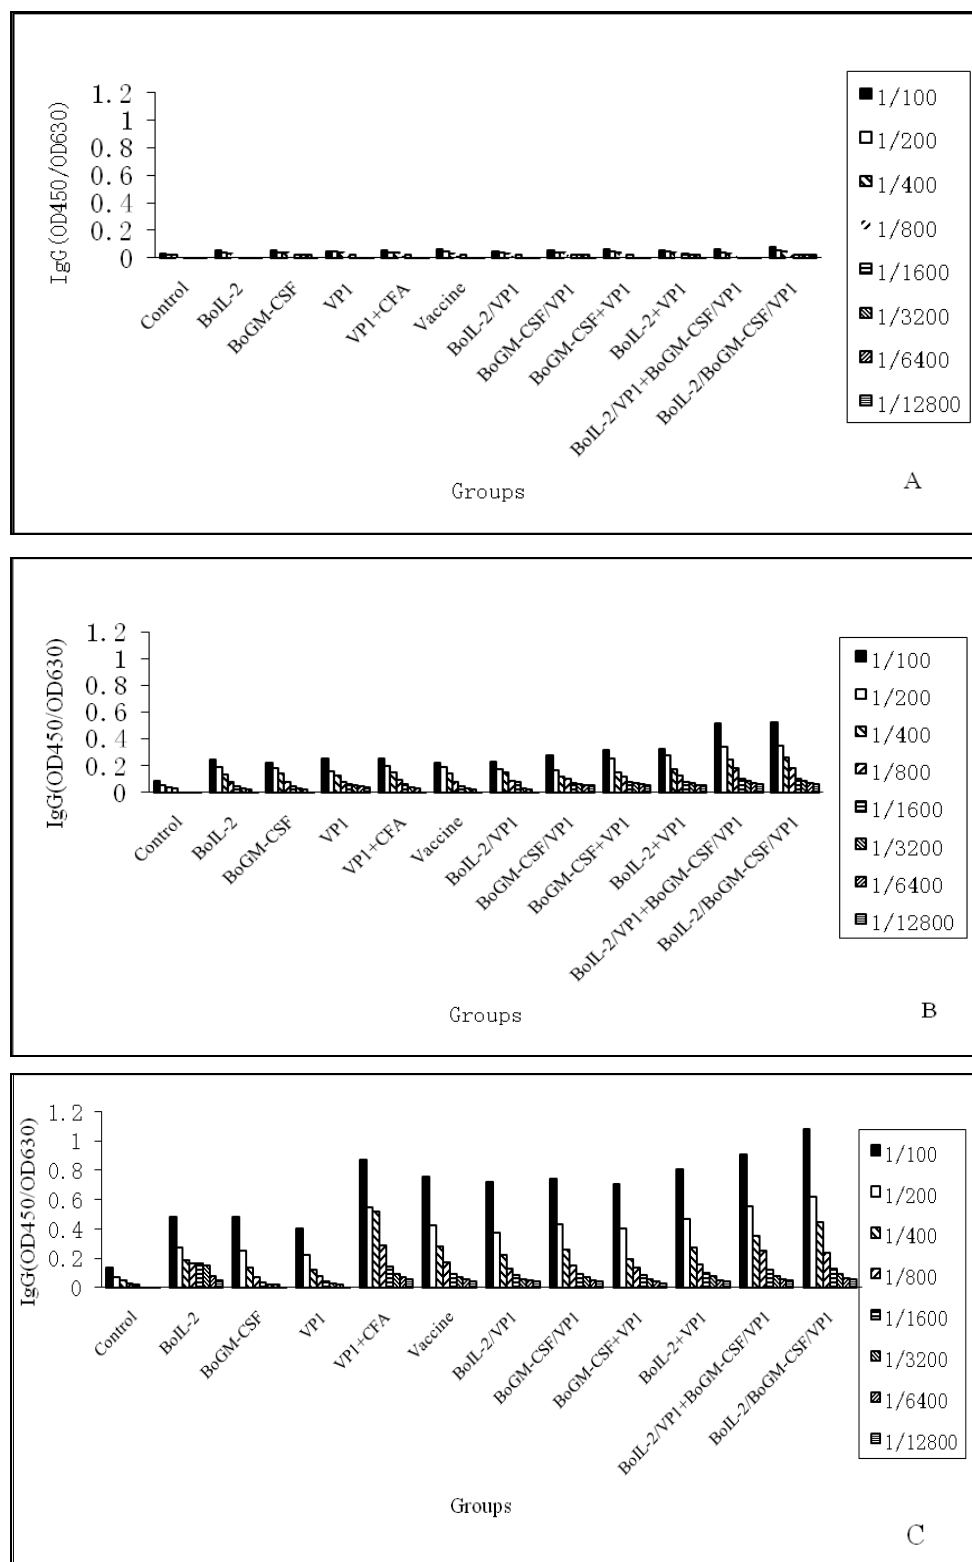 IgG(OD450/OD630)
1.2
1
0.8
0.6
0.4
0.2
0
Control
BoIL-2
BoGM-CSF
VP1
VP1+CFA
Vaccine
BoIL-2/VP1
BoGM-CSF/VP1
BoGM-CSF+VP1
BoIL-2+VP1
BoIL-2/VP1+BoGM-CSF/VP1
BoIL-2/BoGM-CSF/VP1
Groups
1/100
1/200
1/400
1/800
1/1600
1/3200
1/6400
1/12800
A
IgG(OD450/OD630)
1.2
1
0.8
0.6
0.4
0.2
0
Control
BoIL-2
BoGM-CSF
VP1
VP1+CFA
Vaccine
BoIL-2/VP1
BoGM-CSF/VP1
BoGM-CSF+VP1
BoIL-2+VP1
BoIL-2/VP1+BoGM-CSF/VP1
BoIL-2/BoGM-CSF/VP1
Groups
1/100
1/200
1/400
1/800
1/1600
1/3200
1/6400
1/12800
B
IgG(OD450/OD630)
1.2
1
0.8
0.6
0.4
0.2
0
Control
BoIL-2
BoGM-CSF
VP1
VP1+CFA
Vaccine
BoIL-2/VP1
BoGM-CSF/VP1
BoGM-CSF+VP1
BoIL-2+VP1
BoIL-2/VP1+BoGM-CSF/VP1
BoIL-2/BoGM-CSF/VP1
Groups
1/100
1/200
1/400
1/800
1/1600
1/3200
1/6400
1/12800
C